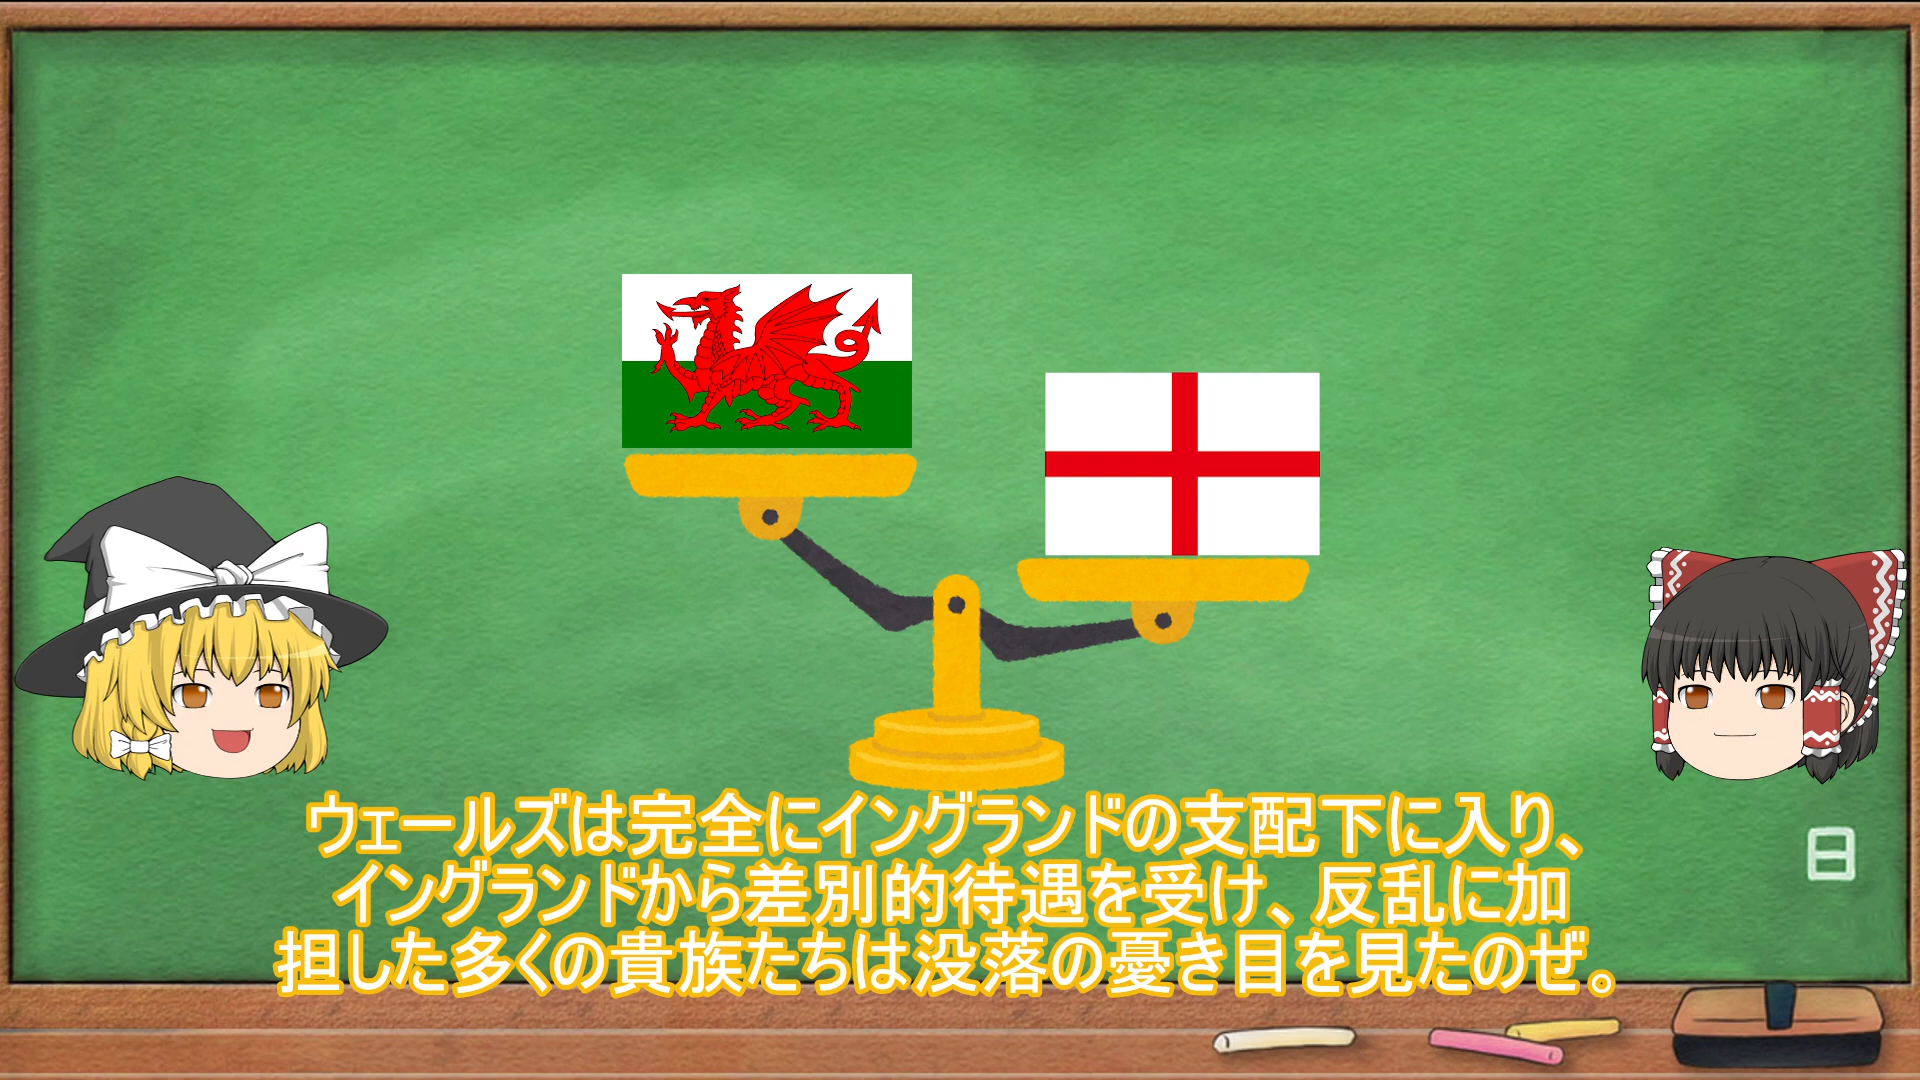 ウェールズは完全にイングランドの支配下に入り、
イングランドから差別的待遇を受け、反乱に加
担した多くの貴族たちは没落の憂き目を見たのぜ。
日